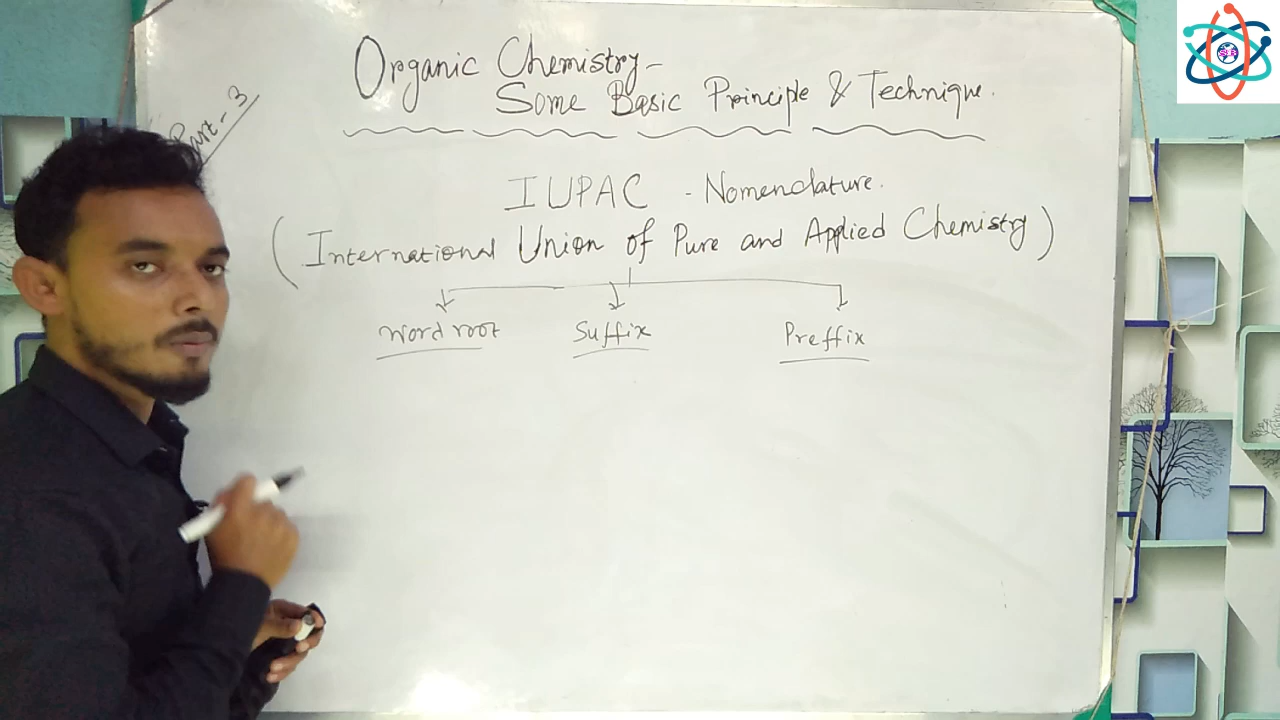 Part - 3
Organic Chemistry -
Some Basic Principle & Technique.
IUPAC - Nomenclature.
(International Union of Pure and Applied Chemistry)
Word root Suffix Preffix